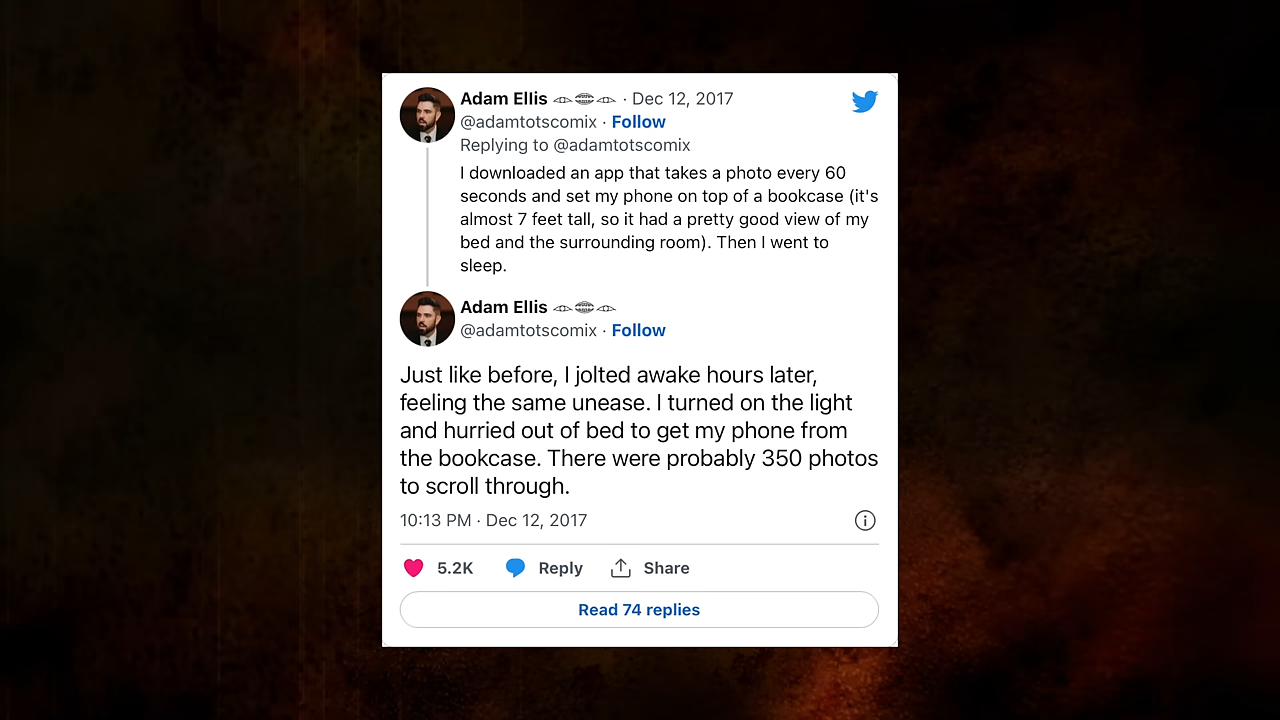 Adam Ellis · Dec 12, 2017
@adamtotscomix · Follow
Replying to @adamtotscomix
I downloaded an app that takes a photo every 60
seconds and set my phone on top of a bookcase (it's
almost 7 feet tall, so it had a pretty good view of my
bed and the surrounding room). Then I went to
sleep.
Adam Ellis
@adamtotscomix · Follow
Just like before, I jolted awake hours later,
feeling the same unease. I turned on the light
and hurried out of bed to get my phone from
the bookcase. There were probably 350 photos
to scroll through.
10:13 PM · Dec 12, 2017
5.2K Reply Share
Read 74 replies